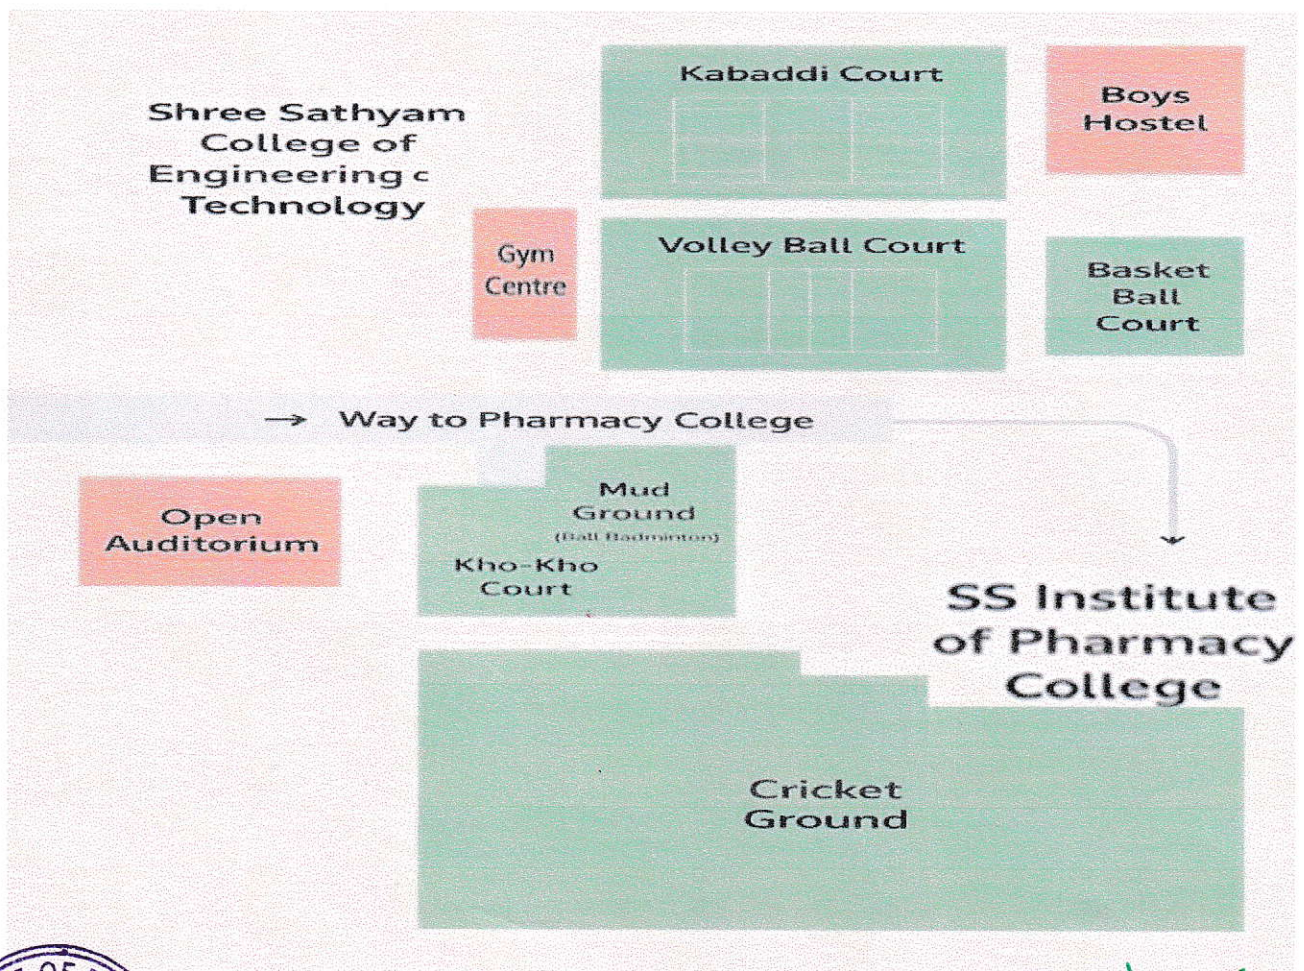 Kabaddi Court
Boys
Hostel
Shree Sathyam
College of
Engineering c
Technology
Gym
Centre
Volley Ball Court
Basket
Ball
Court
→ Way to Pharmacy College
Open
Auditorium
Mud
Ground
(Ball Badminton)
Kho-Kho
Court
SS Institute
of Pharmacy
College
Cricket
Ground
OF